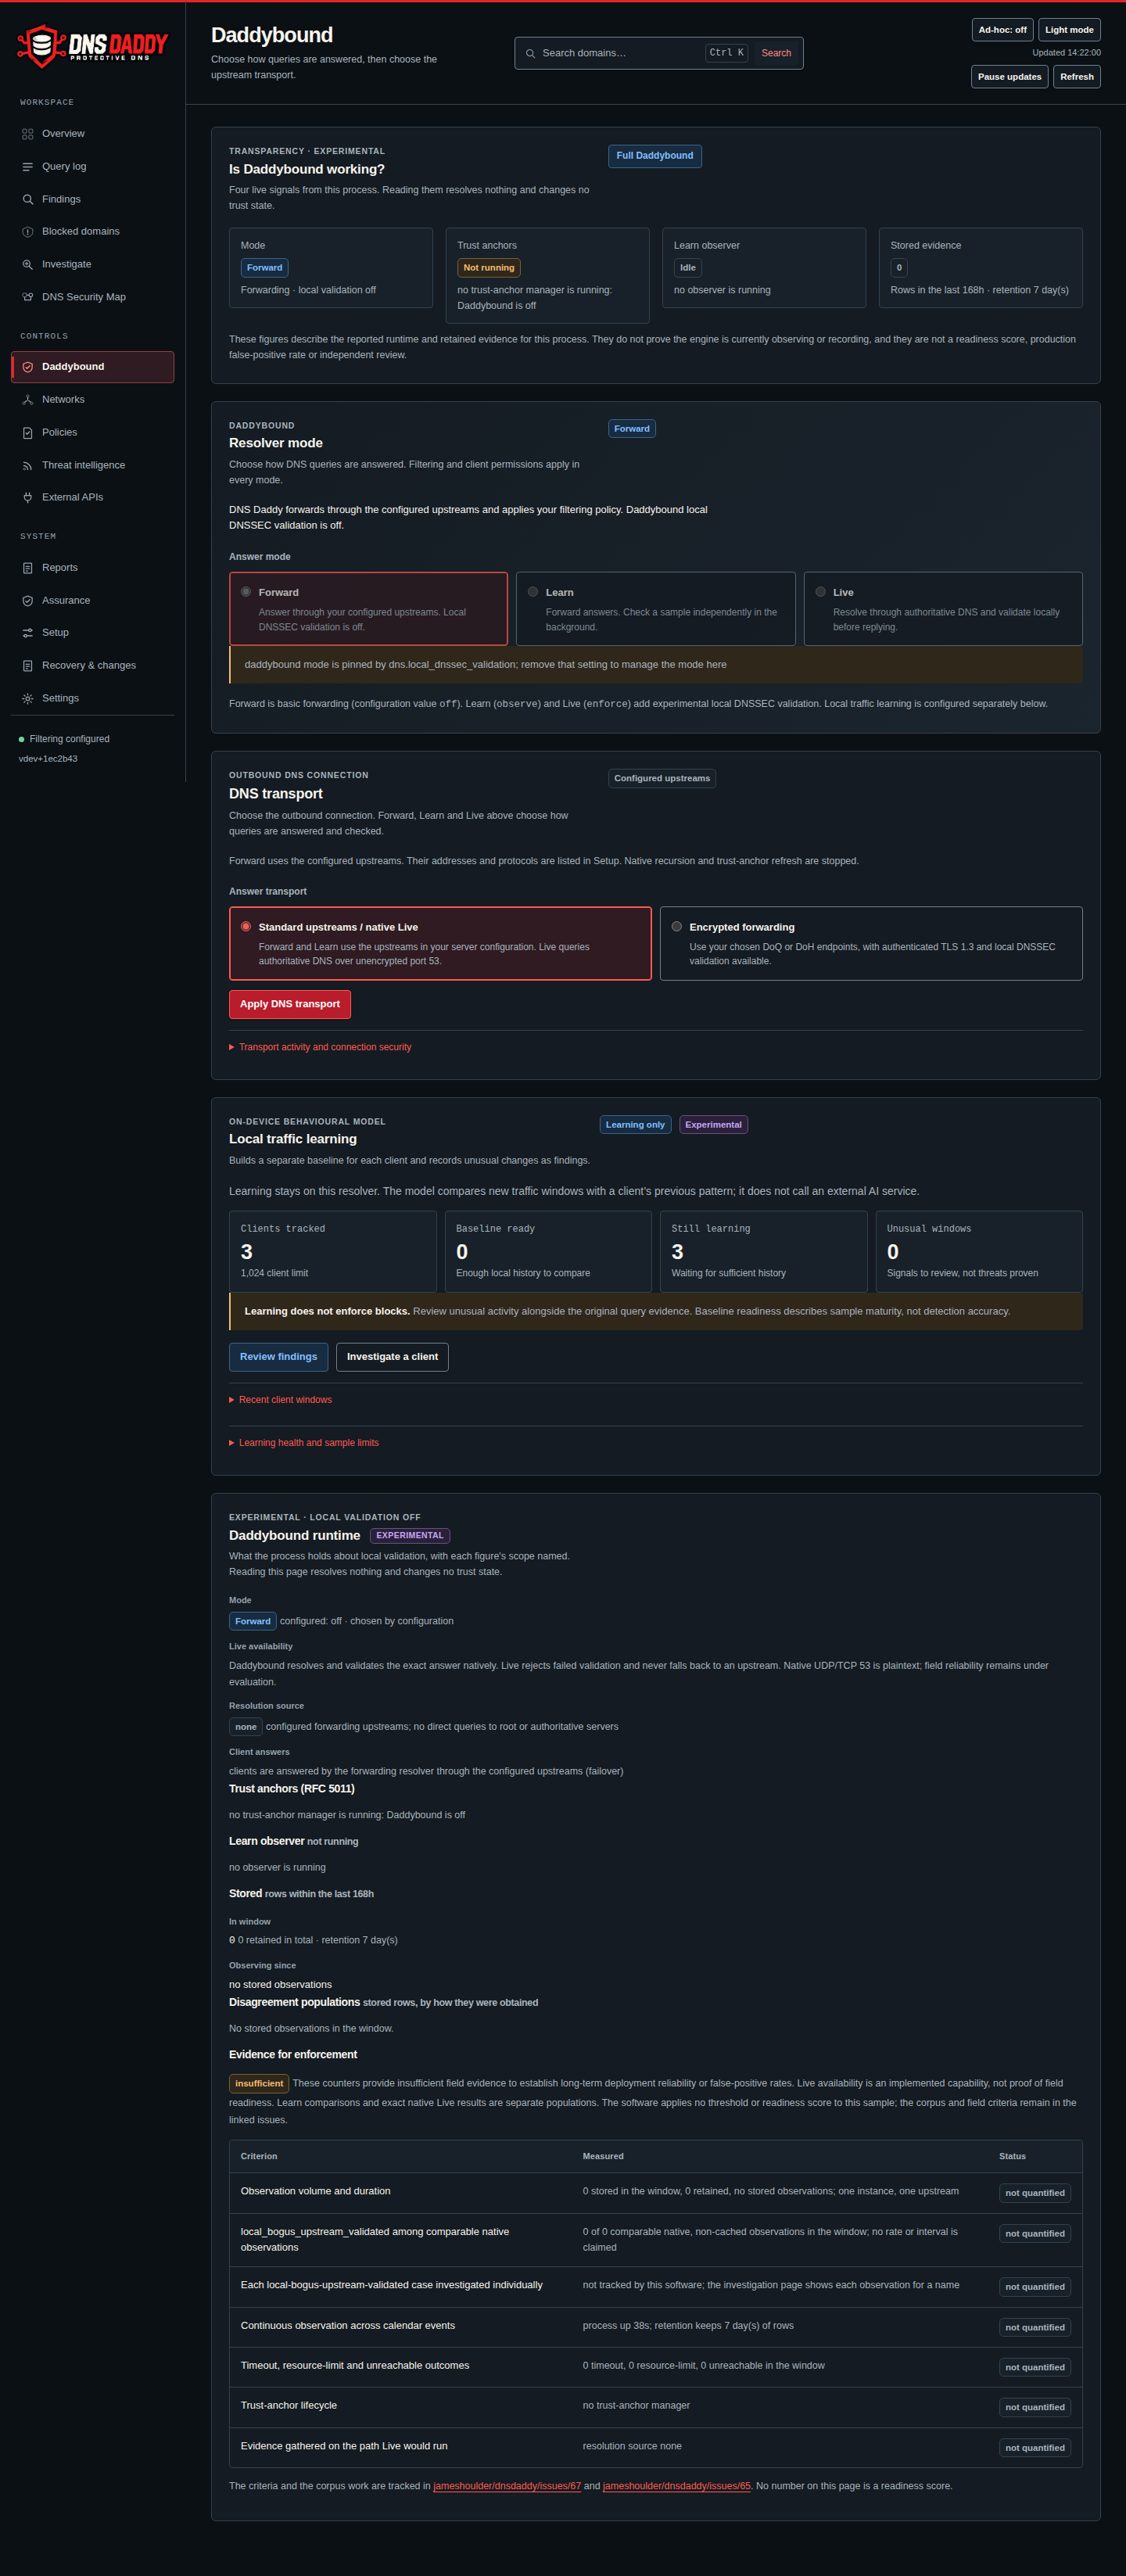 DNS DADDY
PROTECTIVE DNS
WORKSPACE
Overview
Query log
Findings
Blocked domains
Investigate
DNS Security Map
CONTROLS
Daddybound
Networks
Policies
Threat intelligence
External APIs
SYSTEM
Reports
Assurance
Setup
Recovery & changes
Settings
Filtering configured
vdev+1ec2b43
Daddybound
Choose how queries are answered, then choose the
upstream transport.
Search domains…
Ctrl K
Search
Ad-hoc: off
Light mode
Updated 14:22:00
Pause updates
Refresh
TRANSPARENCY · EXPERIMENTAL
Is Daddybound working?
Four live signals from this process. Reading them resolves nothing and changes no
trust state.
Full Daddybound
Mode
Forward
Forwarding · local validation off
Trust anchors
Not running
no trust-anchor manager is running:
Daddybound is off
Learn observer
Idle
no observer is running
Stored evidence
0
Rows in the last 168h · retention 7 day(s)
These figures describe the reported runtime and retained evidence for this process. They do not prove the engine is currently observing or recording, and they are not a readiness score, production
false-positive rate or independent review.
DADDYBOUND
Resolver mode
Choose how DNS queries are answered. Filtering and client permissions apply in
every mode.
Forward
DNS Daddy forwards through the configured upstreams and applies your filtering policy. Daddybound local
DNSSEC validation is off.
Answer mode
Forward
Answer through your configured upstreams. Local
DNSSEC validation is off.
Learn
Forward answers. Check a sample independently in the
background.
Live
Resolve through authoritative DNS and validate locally
before replying.
daddybound mode is pinned by dns.local_dnssec_validation; remove that setting to manage the mode here
Forward is basic forwarding (configuration value off). Learn (observe) and Live (enforce) add experimental local DNSSEC validation. Local traffic learning is configured separately below.
OUTBOUND DNS CONNECTION
DNS transport
Choose the outbound connection. Forward, Learn and Live above choose how
queries are answered and checked.
Configured upstreams
Forward uses the configured upstreams. Their addresses and protocols are listed in Setup. Native recursion and trust-anchor refresh are stopped.
Answer transport
Standard upstreams / native Live
Forward and Learn use the upstreams in your server configuration. Live queries
authoritative DNS over unencrypted port 53.
Encrypted forwarding
Use your chosen DoQ or DoH endpoints, with authenticated TLS 1.3 and local DNSSEC
validation available.
Apply DNS transport
Transport activity and connection security
ON-DEVICE BEHAVIOURAL MODEL
Local traffic learning
Builds a separate baseline for each client and records unusual changes as findings.
Learning only
Experimental
Learning stays on this resolver. The model compares new traffic windows with a client's previous pattern; it does not call an external AI service.
Clients tracked
3
1,024 client limit
Baseline ready
0
Enough local history to compare
Still learning
3
Waiting for sufficient history
Unusual windows
0
Signals to review, not threats proven
Learning does not enforce blocks. Review unusual activity alongside the original query evidence. Baseline readiness describes sample maturity, not detection accuracy.
Review findings
Investigate a client
Recent client windows
Learning health and sample limits
EXPERIMENTAL · LOCAL VALIDATION OFF
Daddybound runtime EXPERIMENTAL
What the process holds about local validation, with each figure's scope named.
Reading this page resolves nothing and changes no trust state.
Mode
Forward configured: off · chosen by configuration
Live availability
Daddybound resolves and validates the exact answer natively. Live rejects failed validation and never falls back to an upstream. Native UDP/TCP 53 is plaintext; field reliability remains under
evaluation.
Resolution source
none configured forwarding upstreams; no direct queries to root or authoritative servers
Client answers
clients are answered by the forwarding resolver through the configured upstreams (failover)
Trust anchors (RFC 5011)
no trust-anchor manager is running: Daddybound is off
Learn observer not running
no observer is running
Stored rows within the last 168h
In window
0 0 retained in total · retention 7 day(s)
Observing since
no stored observations
Disagreement populations stored rows, by how they were obtained
No stored observations in the window.
Evidence for enforcement
insufficient These counters provide insufficient field evidence to establish long-term deployment reliability or false-positive rates. Live availability is an implemented capability, not proof of field
readiness. Learn comparisons and exact native Live results are separate populations. The software applies no threshold or readiness score to this sample; the corpus and field criteria remain in the
linked issues.
Criterion Measured Status
Observation volume and duration 0 stored in the window, 0 retained, no stored observations; one instance, one upstream not quantified
local_bogus_upstream_validated among comparable native
observations
0 of 0 comparable native, non-cached observations in the window; no rate or interval is
claimed
not quantified
Each local-bogus-upstream-validated case investigated individually not tracked by this software; the investigation page shows each observation for a name not quantified
Continuous observation across calendar events process up 38s; retention keeps 7 day(s) of rows not quantified
Timeout, resource-limit and unreachable outcomes 0 timeout, 0 resource-limit, 0 unreachable in the window not quantified
Trust-anchor lifecycle no trust-anchor manager not quantified
Evidence gathered on the path Live would run resolution source none not quantified
The criteria and the corpus work are tracked in jameshoulder/dnsdaddy/issues/67 and jameshoulder/dnsdaddy/issues/65. No number on this page is a readiness score.